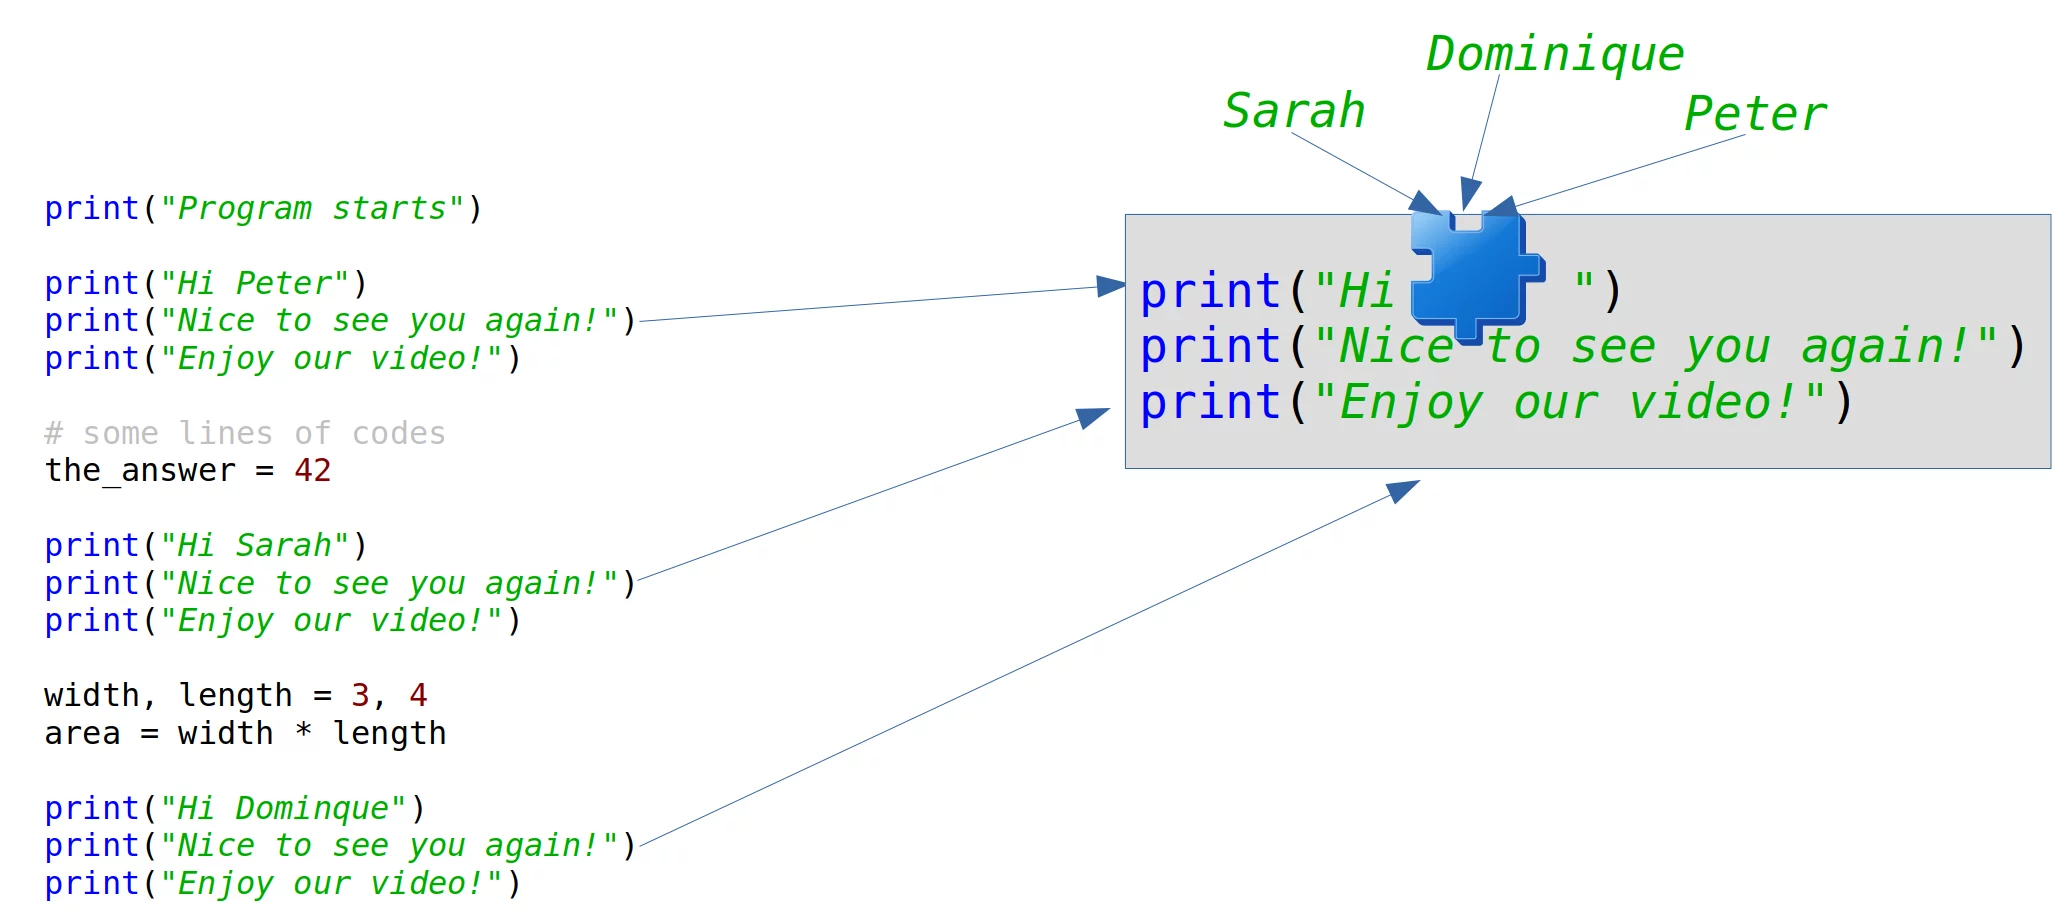 print("Program starts")
print("Hi Peter")
print("Nice to see you again!")
print("Enjoy our video!")
# some lines of codes
the_answer = 42
print("Hi Sarah")
print("Nice to see you again!")
print("Enjoy our video!")
width, length = 3, 4
area = width * length
print("Hi Dominque")
print("Nice to see you again!")
print("Enjoy our video!")
Dominique
Sarah
Peter
print("Hi ")
print("Nice to see you again!")
print("Enjoy our video!")